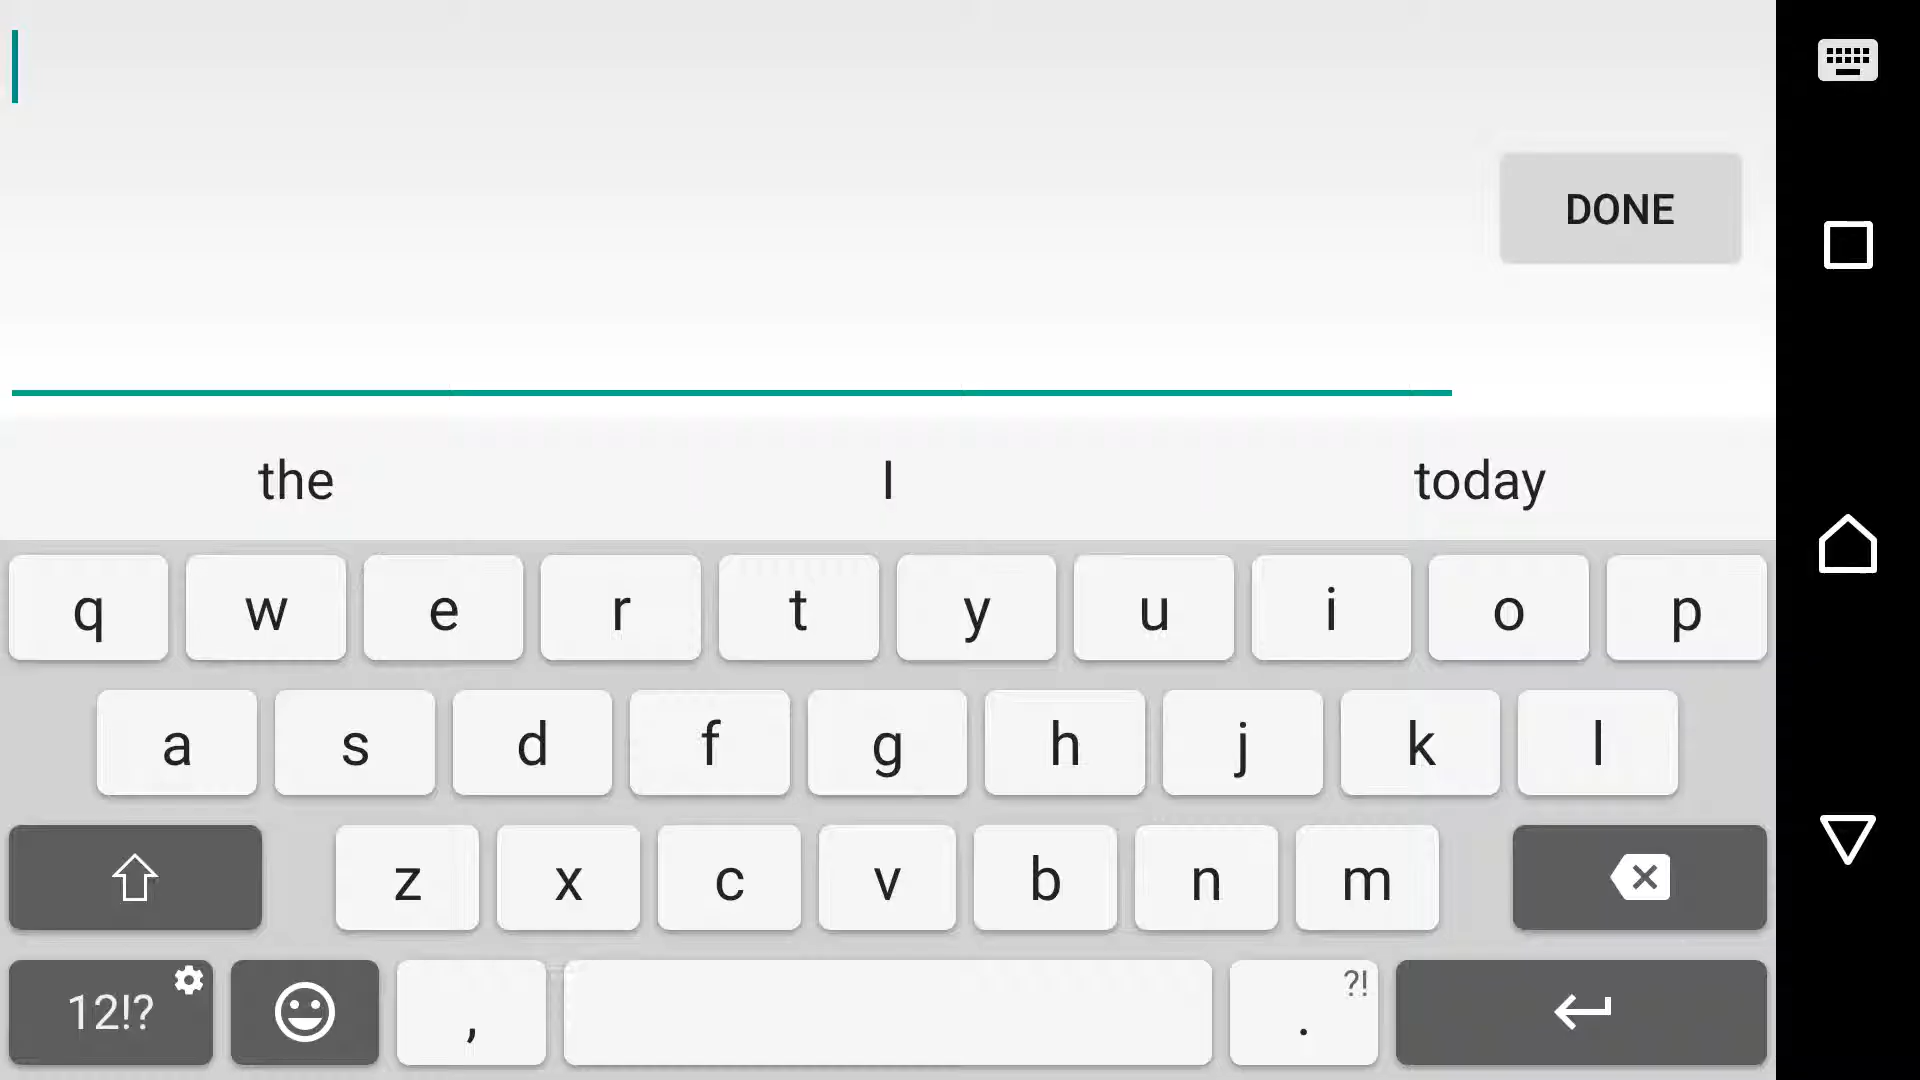 DONE
the I today
q w e r t y u i o p
a s d f g h j k l
z x c v b n m
12!? , . ?!